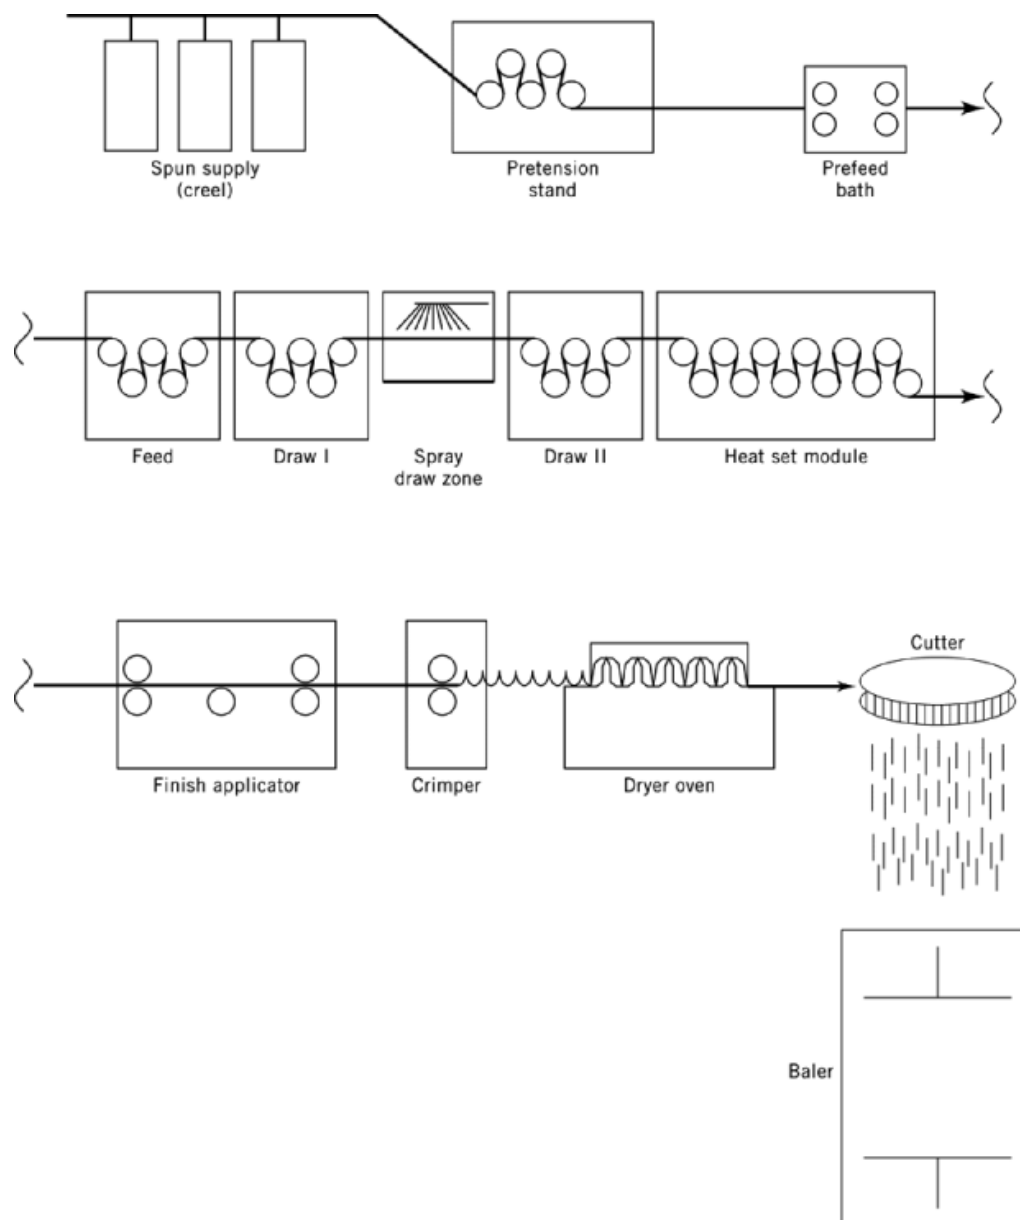 Spun supply
(creel)
Pretension
stand
Prefeed
bath
Feed
Draw I
Spray
draw zone
Draw II
Heat set module
Cutter
Finish applicator
Crimper
Dryer oven
Baler